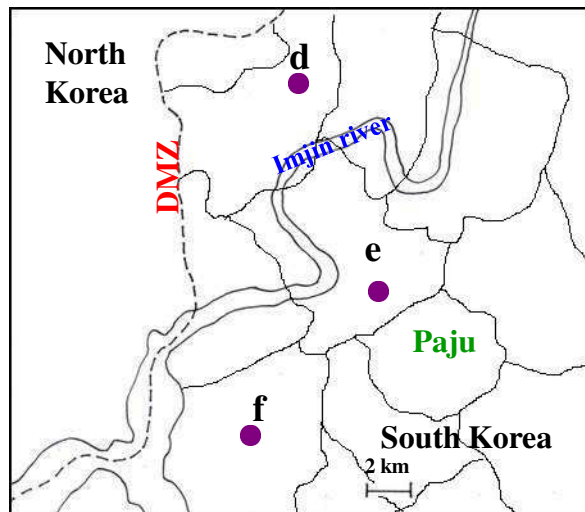 North
Korea
d
Imjin river
DMZ
e
Paju
f
South Korea
2 km